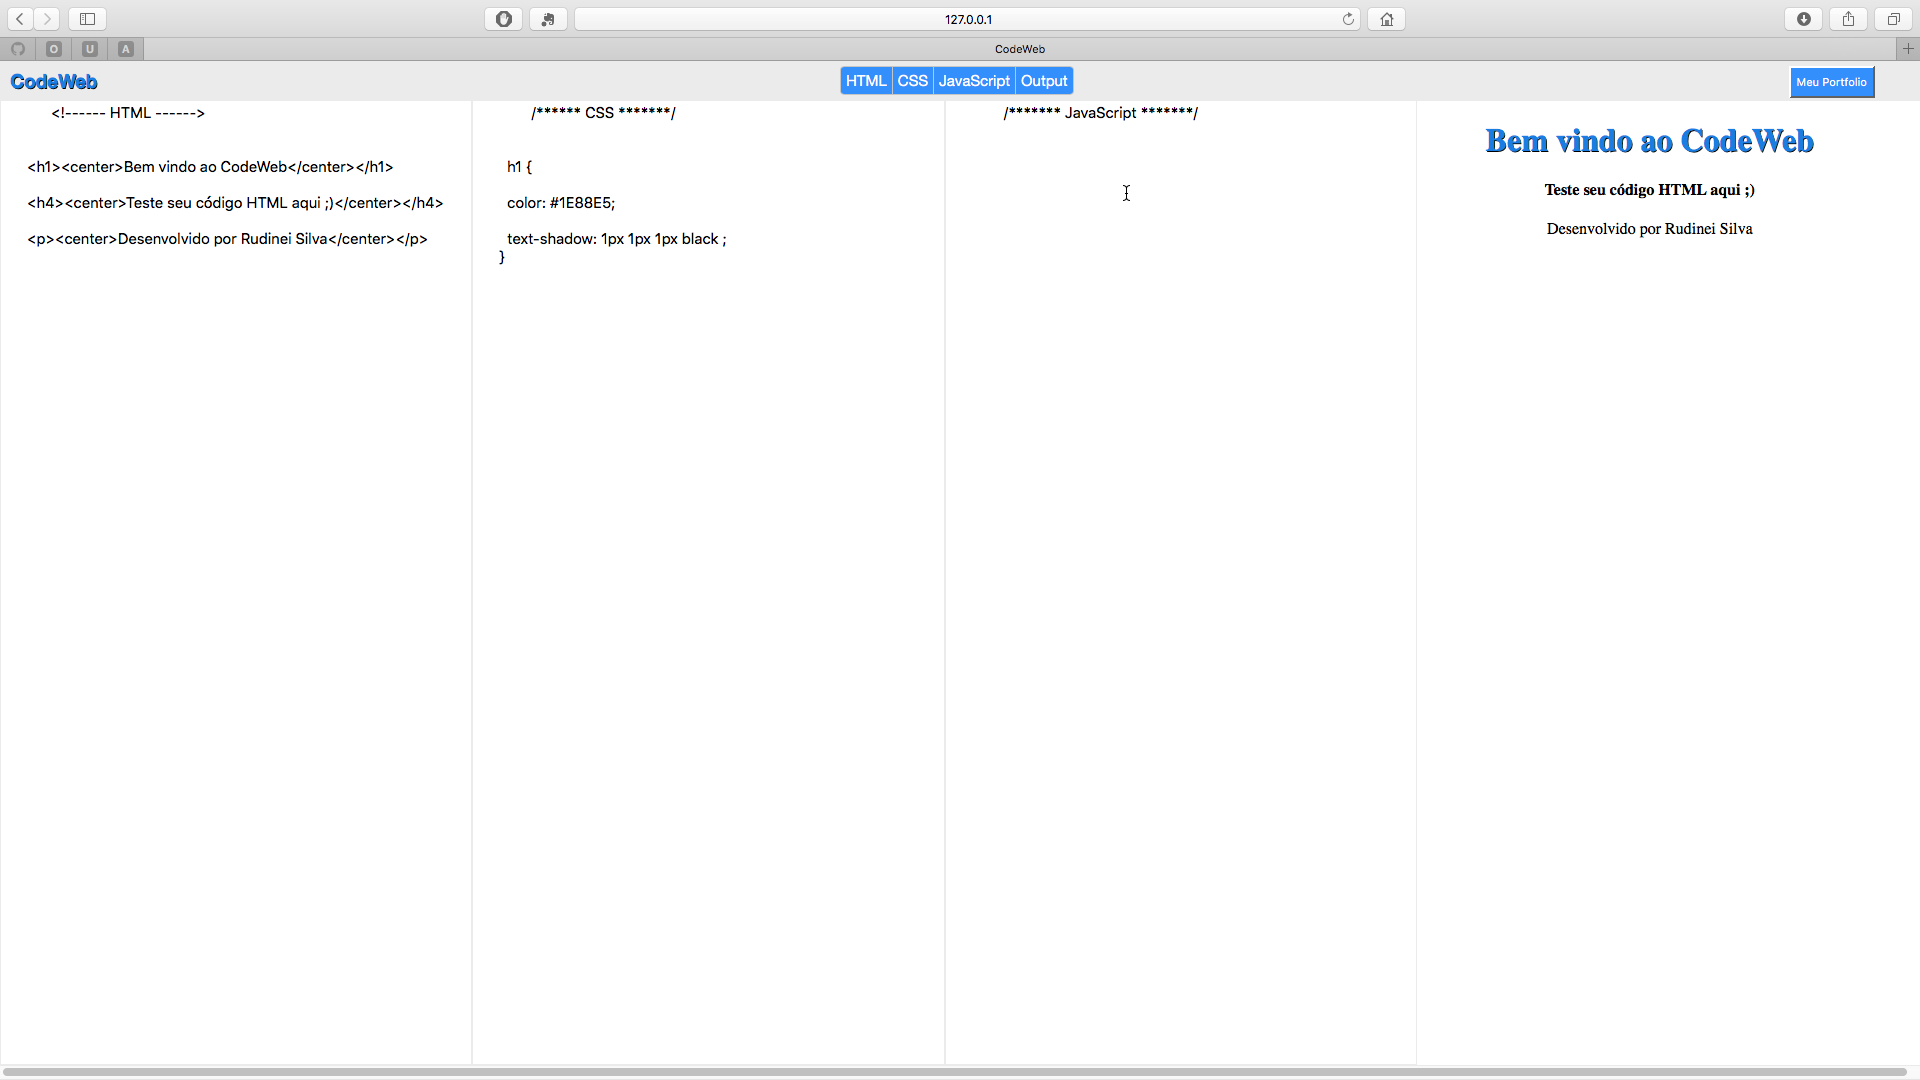 127.0.0.1
O
U
A
CodeWeb
CodeWeb
HTML CSS JavaScript Output
Meu Portfolio
<!------ HTML ------>
<h1><center>Bem vindo ao CodeWeb</center></h1>
<h4><center>Teste seu código HTML aqui ;)</center></h4>
<p><center>Desenvolvido por Rudinei Silva</center></p>
/****** CSS *******/
h1 {
color: #1E88E5;
text-shadow: 1px 1px 1px black ;
}
/******* JavaScript *******/
Bem vindo ao CodeWeb
Teste seu código HTML aqui ;)
Desenvolvido por Rudinei Silva